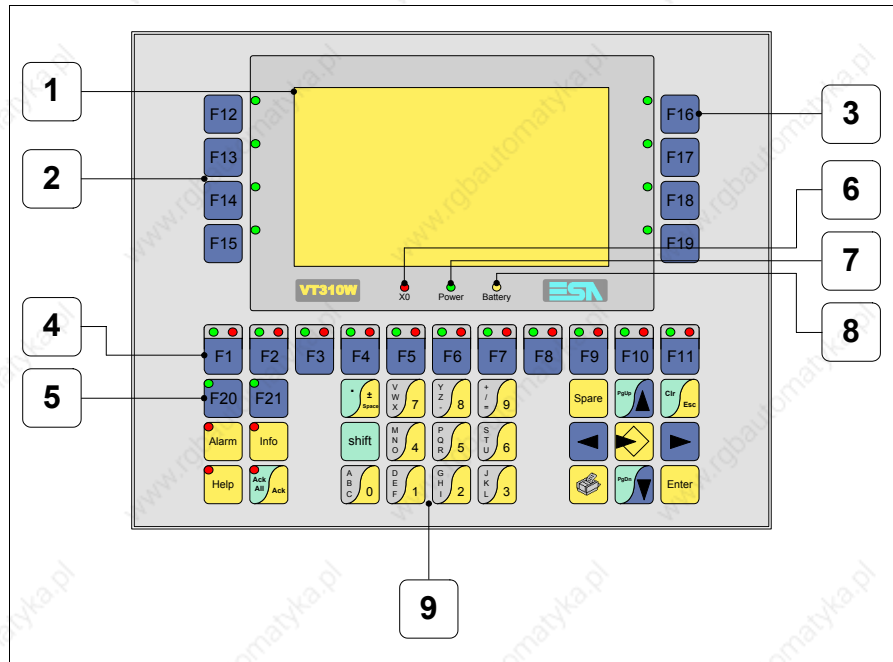 1
F12
F16
3
F13
F17
2
6
F14
F18
F15
F19
7
VT310W
X0
Power
Battery
ESA
8
4
F1
F2
F3
F4
F5
F6
F7
F8
F9
F10
F11
5
F20
F21
.
±
Space
V
W
X
7
Y
Z
-
8
+
/
=
9
Spare
PgUp
Clr
Esc
Alarm
Info
shift
M
N
O
4
P
Q
R
5
S
T
U
6
Help
Ack
All
Ack
A
B
C
0
D
E
F
1
G
H
I
2
J
K
L
3
PgDn
Enter
9
www.rgbautomatyka.pl